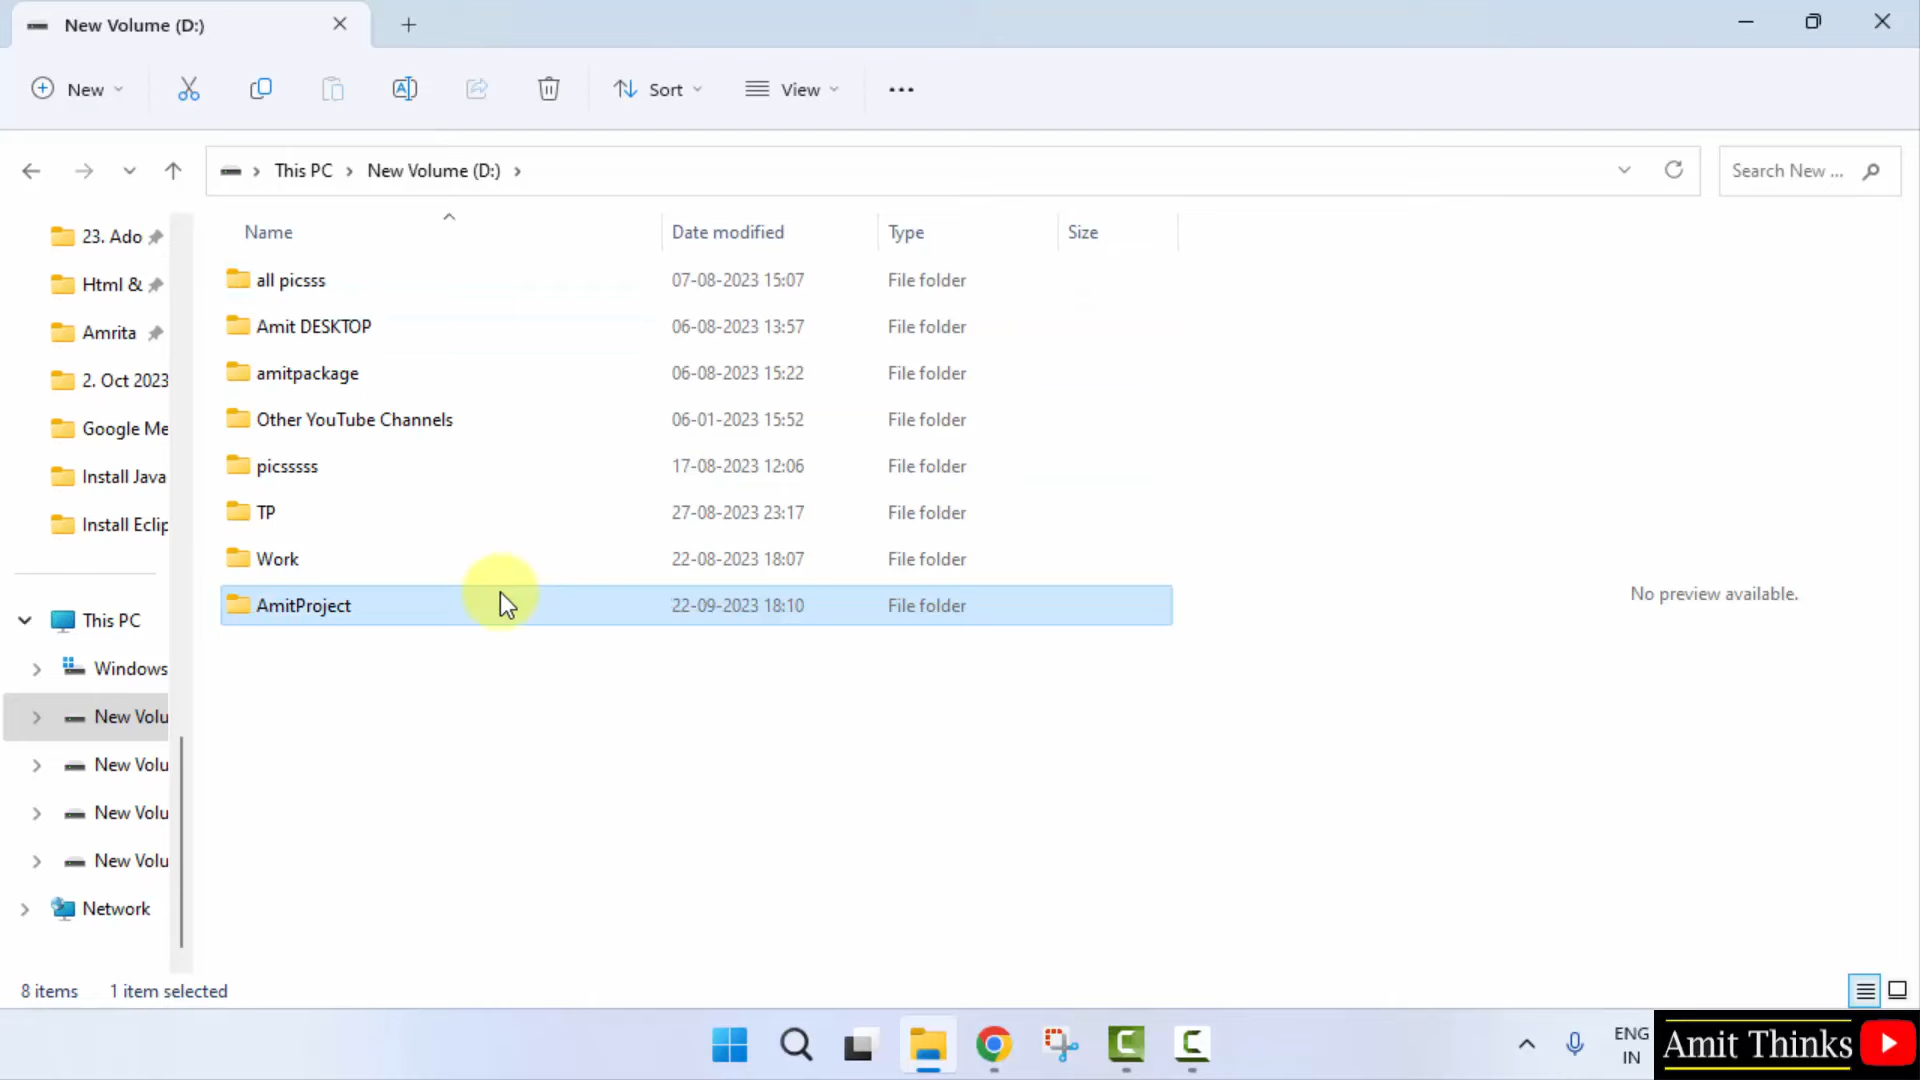 New Volume (D:)
New
Sort
View
This PC
New Volume (D:)
Search New ...
Name
Date modified
Type
Size
23. Ado
Html &
Amrita
2. Oct 2023
Google Me
Install Java
Install Eclip
This PC
Windows
New Volu
New Volu
New Volu
New Volu
Network
all picsss 07-08-2023 15:07 File folder
Amit DESKTOP 06-08-2023 13:57 File folder
amitpackage 06-08-2023 15:22 File folder
Other YouTube Channels 06-01-2023 15:52 File folder
picsssss 17-08-2023 12:06 File folder
TP 27-08-2023 23:17 File folder
Work 22-08-2023 18:07 File folder
AmitProject 22-09-2023 18:10 File folder
No preview available.
8 items 1 item selected
ENG
IN
Amit Thinks